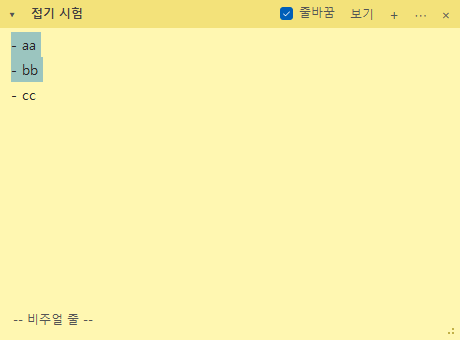 접기 시험 줄바꿈 보기 + ⋯ ×
- aa
- bb
- cc
-- 비주얼 줄 --